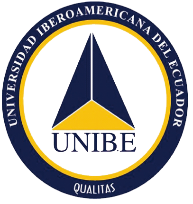 UNIVERSIDAD IBEROAMERICANA DEL ECUADOR
UNIBE
QUALITAS